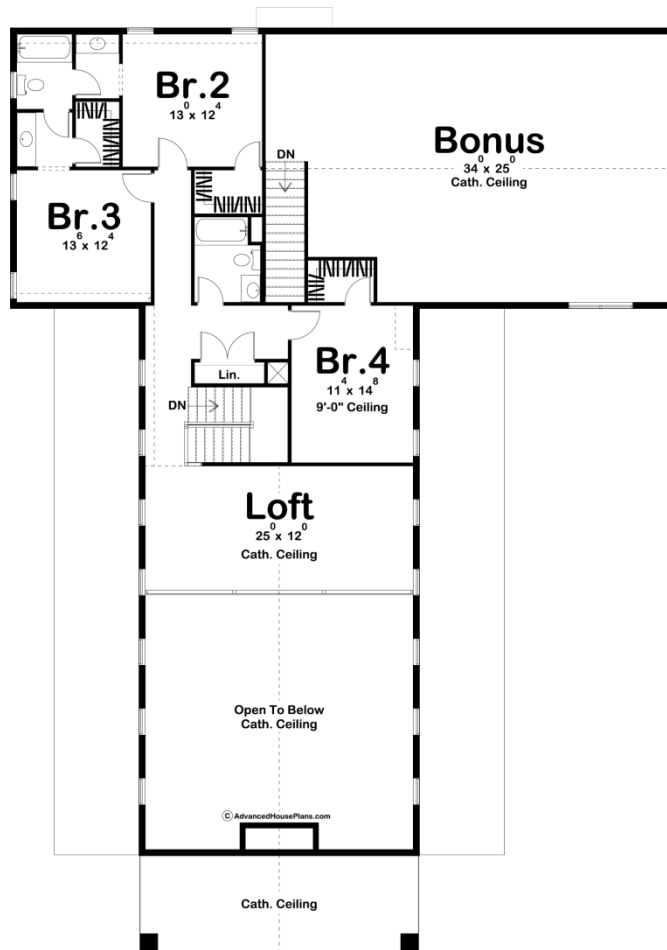 Br.2
13⁰ x 12⁴
DN
Bonus
34⁰ x 25⁰
Cath. Ceiling
Br.3
13⁶ x 12⁴
Br.4
11⁴ x 14⁸
9'-0" Ceiling
Lin.
DN
Loft
25⁰ x 12⁰
Cath. Ceiling
Open To Below
Cath. Ceiling
© AdvancedHousePlans.com
Cath. Ceiling